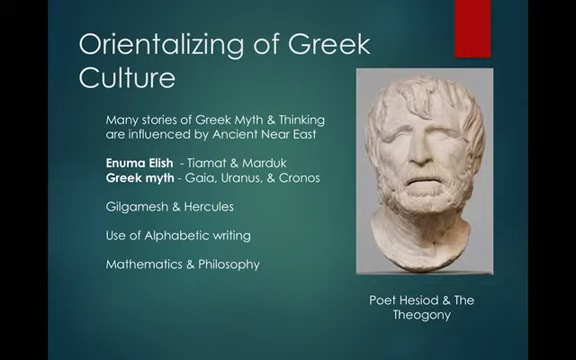 Orientalizing of Greek
Culture
Many stories of Greek Myth & Thinking
are influenced by Ancient Near East
Enuma Elish - Tiamat & Marduk
Greek myth - Gaia, Uranus, & Cronos
Gilgamesh & Hercules
Use of Alphabetic writing
Mathematics & Philosophy
Poet Hesiod & The
Theogony